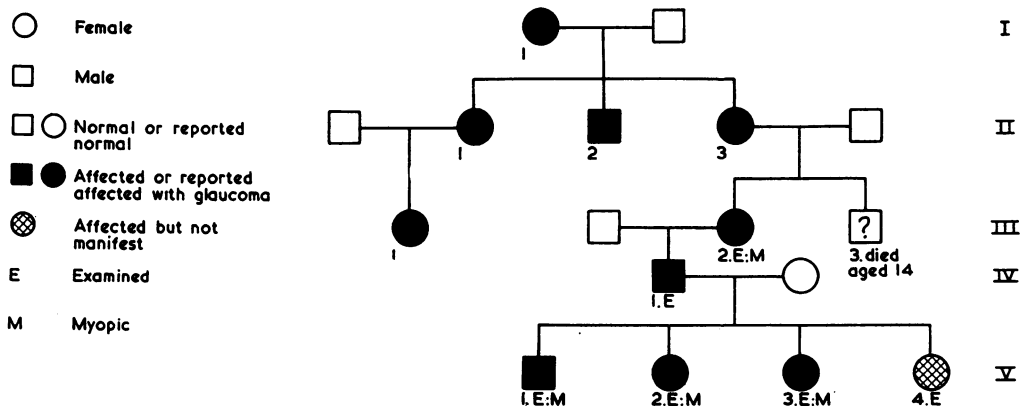 Female
I
1
Male
Normal or reported
normal
II
1
2
3
Affected or reported
affected with glaucoma
Affected but not
manifest
?
III
1
2.E:M
3.died
aged 14
E Examined
IV
1.E
M Myopic
V
1.E:M
2.E:M
3.E:M
4.E